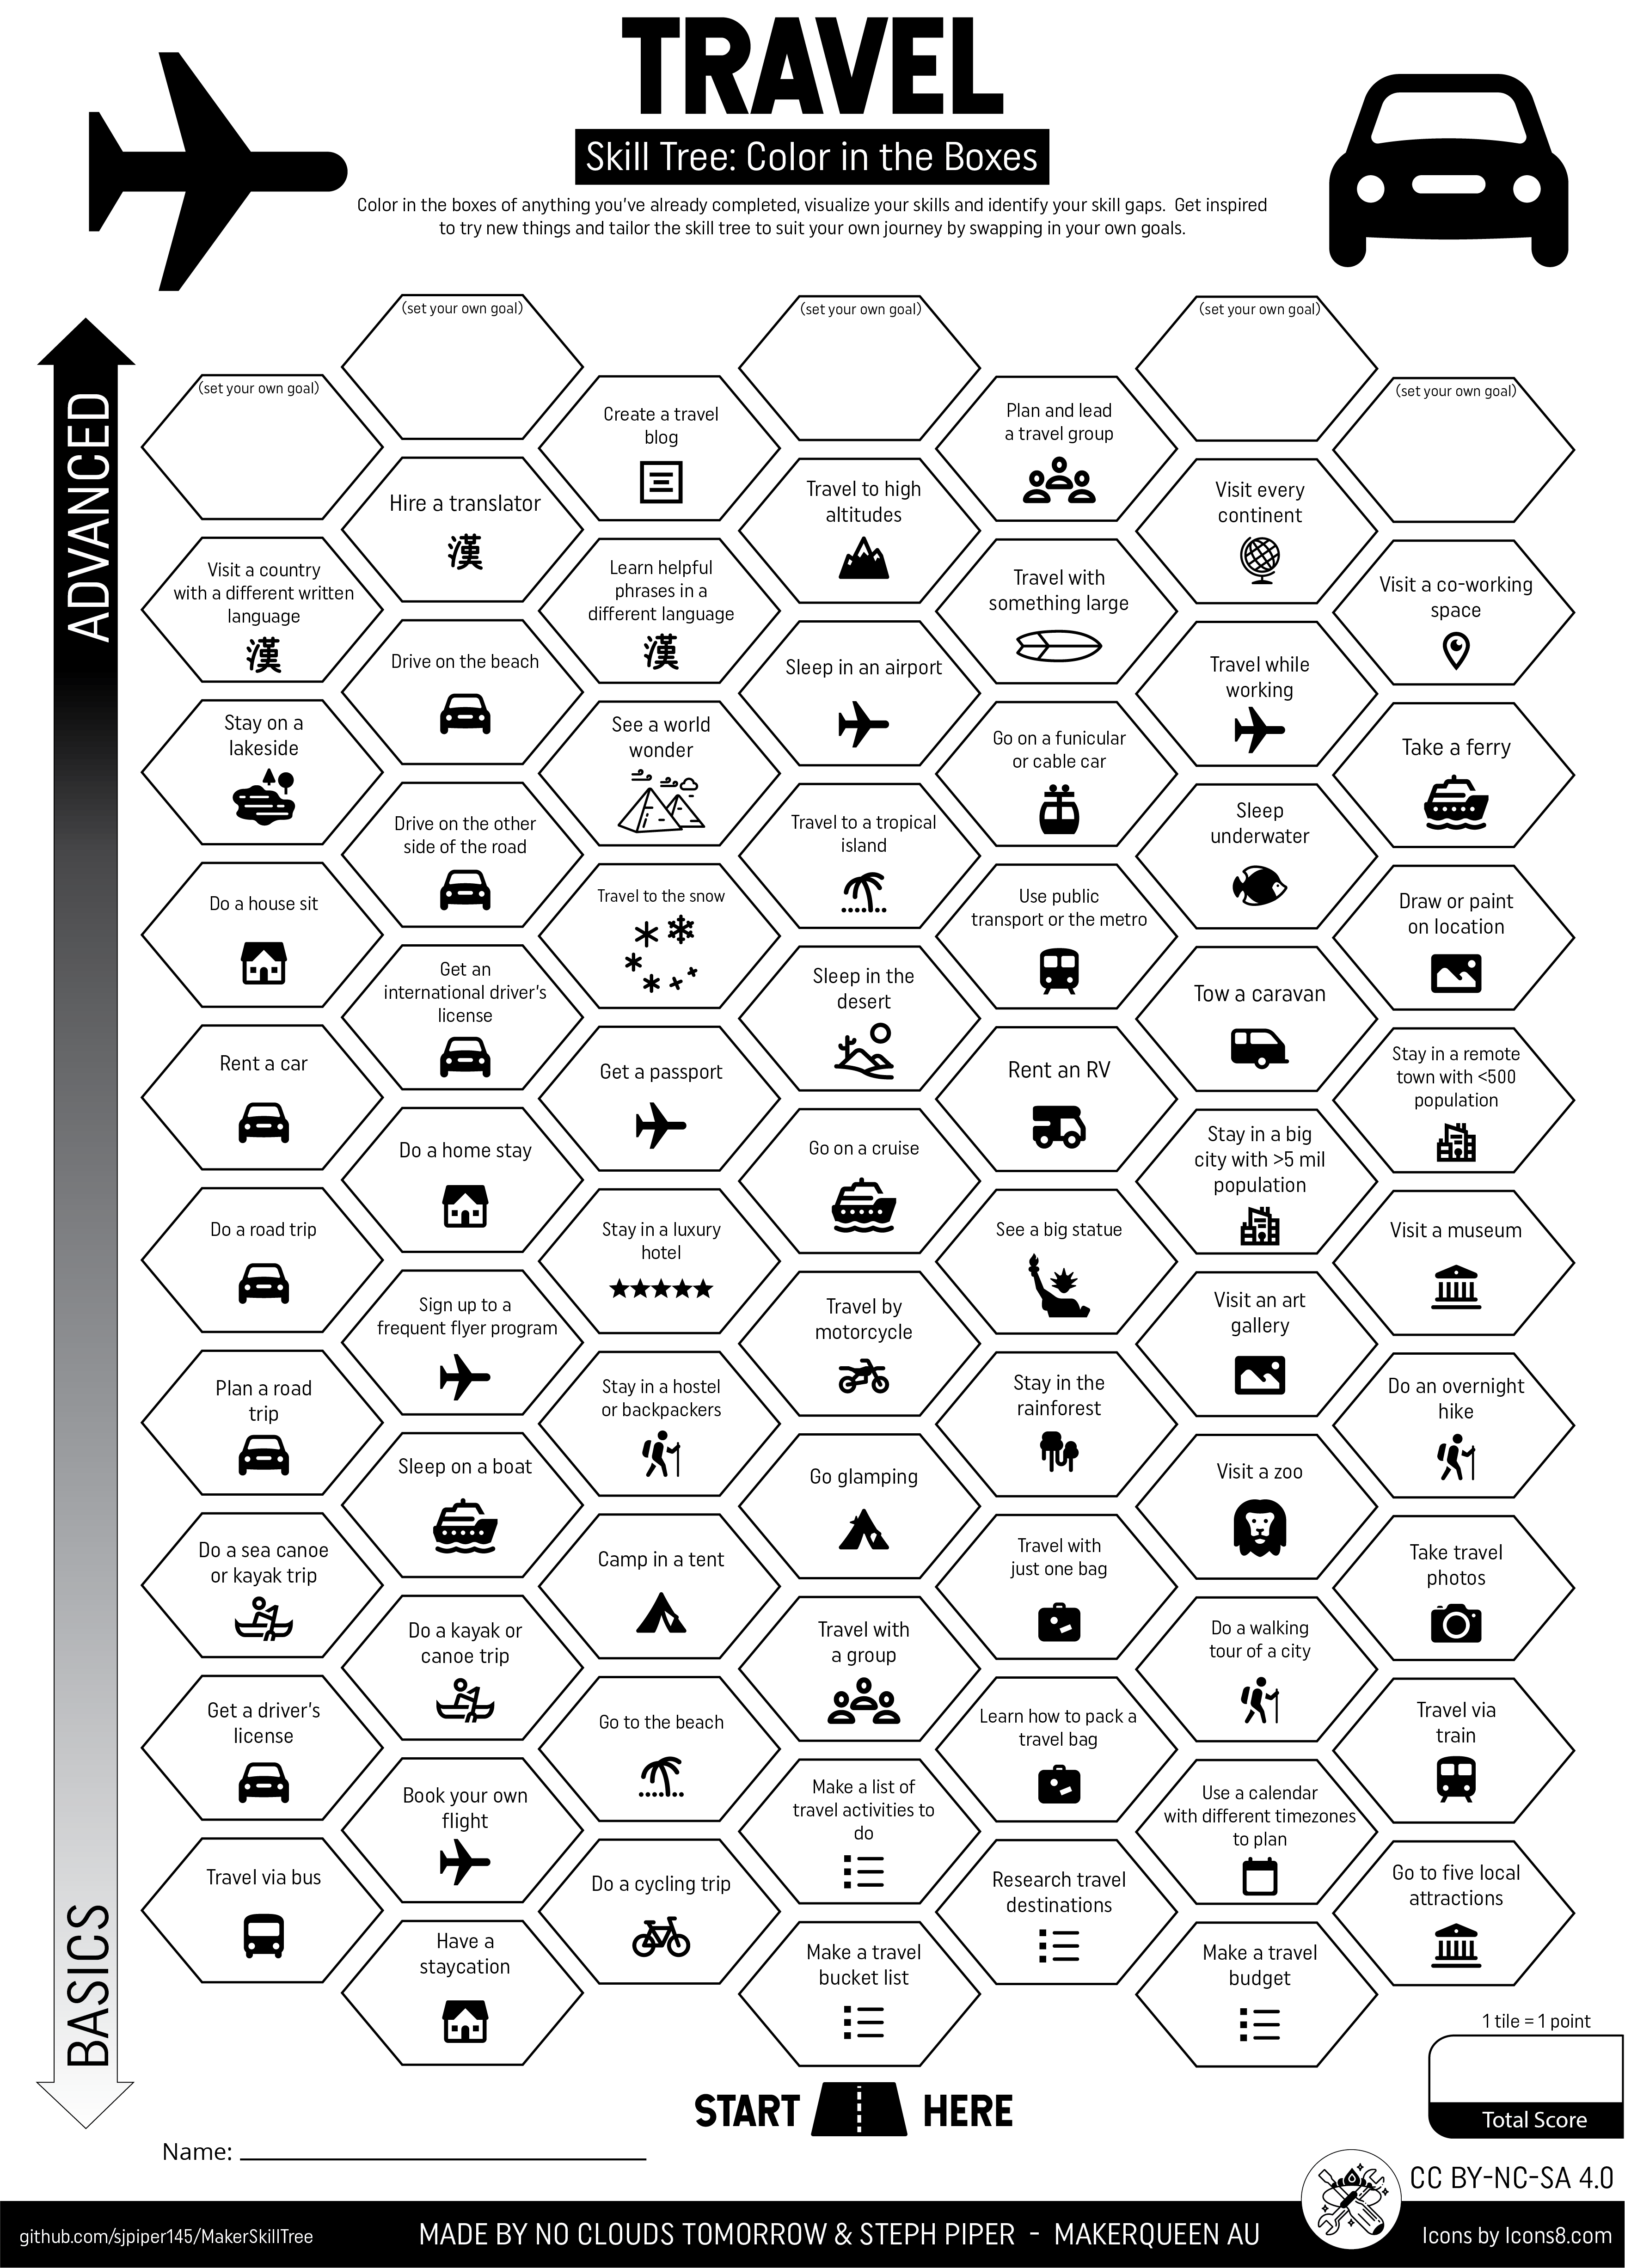 TRAVEL
Skill Tree: Color in the Boxes
Color in the boxes of anything you've already completed, visualize your skills and identify your skill gaps. Get inspired
to try new things and tailor the skill tree to suit your own journey by swapping in your own goals.
ADVANCED
BASICS
(set your own goal)
(set your own goal)
(set your own goal)
(set your own goal)
(set your own goal)
Create a travel
blog
Plan and lead
a travel group
Hire a translator
漢
Travel to high
altitudes
Visit every
continent
Visit a country
with a different written
language
漢
Learn helpful
phrases in a
different language
漢
Travel with
something large
Visit a co-working
space
Drive on the beach
Sleep in an airport
Travel while
working
Stay on a
lakeside
See a world
wonder
Go on a funicular
or cable car
Take a ferry
Drive on the other
side of the road
Travel to a tropical
island
Sleep
underwater
Do a house sit
Travel to the snow
Use public
transport or the metro
Draw or paint
on location
Get an
international driver's
license
Sleep in the
desert
Tow a caravan
Rent a car
Get a passport
Rent an RV
Stay in a remote
town with <500
population
Do a home stay
Go on a cruise
Stay in a big
city with >5 mil
population
Do a road trip
Stay in a luxury
hotel
See a big statue
Visit a museum
Sign up to a
frequent flyer program
Travel by
motorcycle
Visit an art
gallery
Plan a road
trip
Stay in a hostel
or backpackers
Stay in the
rainforest
Do an overnight
hike
Sleep on a boat
Go glamping
Visit a zoo
Do a sea canoe
or kayak trip
Camp in a tent
Travel with
just one bag
Take travel
photos
Do a kayak or
canoe trip
Travel with
a group
Do a walking
tour of a city
Get a driver's
license
Go to the beach
Learn how to pack a
travel bag
Travel via
train
Book your own
flight
Make a list of
travel activities to
do
Use a calendar
with different timezones
to plan
Travel via bus
Do a cycling trip
Research travel
destinations
Go to five local
attractions
Have a
staycation
Make a travel
bucket list
Make a travel
budget
1 tile = 1 point
Total Score
START HERE
Name:
CC BY-NC-SA 4.0
github.com/sjpiper145/MakerSkillTree
MADE BY NO CLOUDS TOMORROW & STEPH PIPER - MAKERQUEEN AU
Icons by Icons8.com